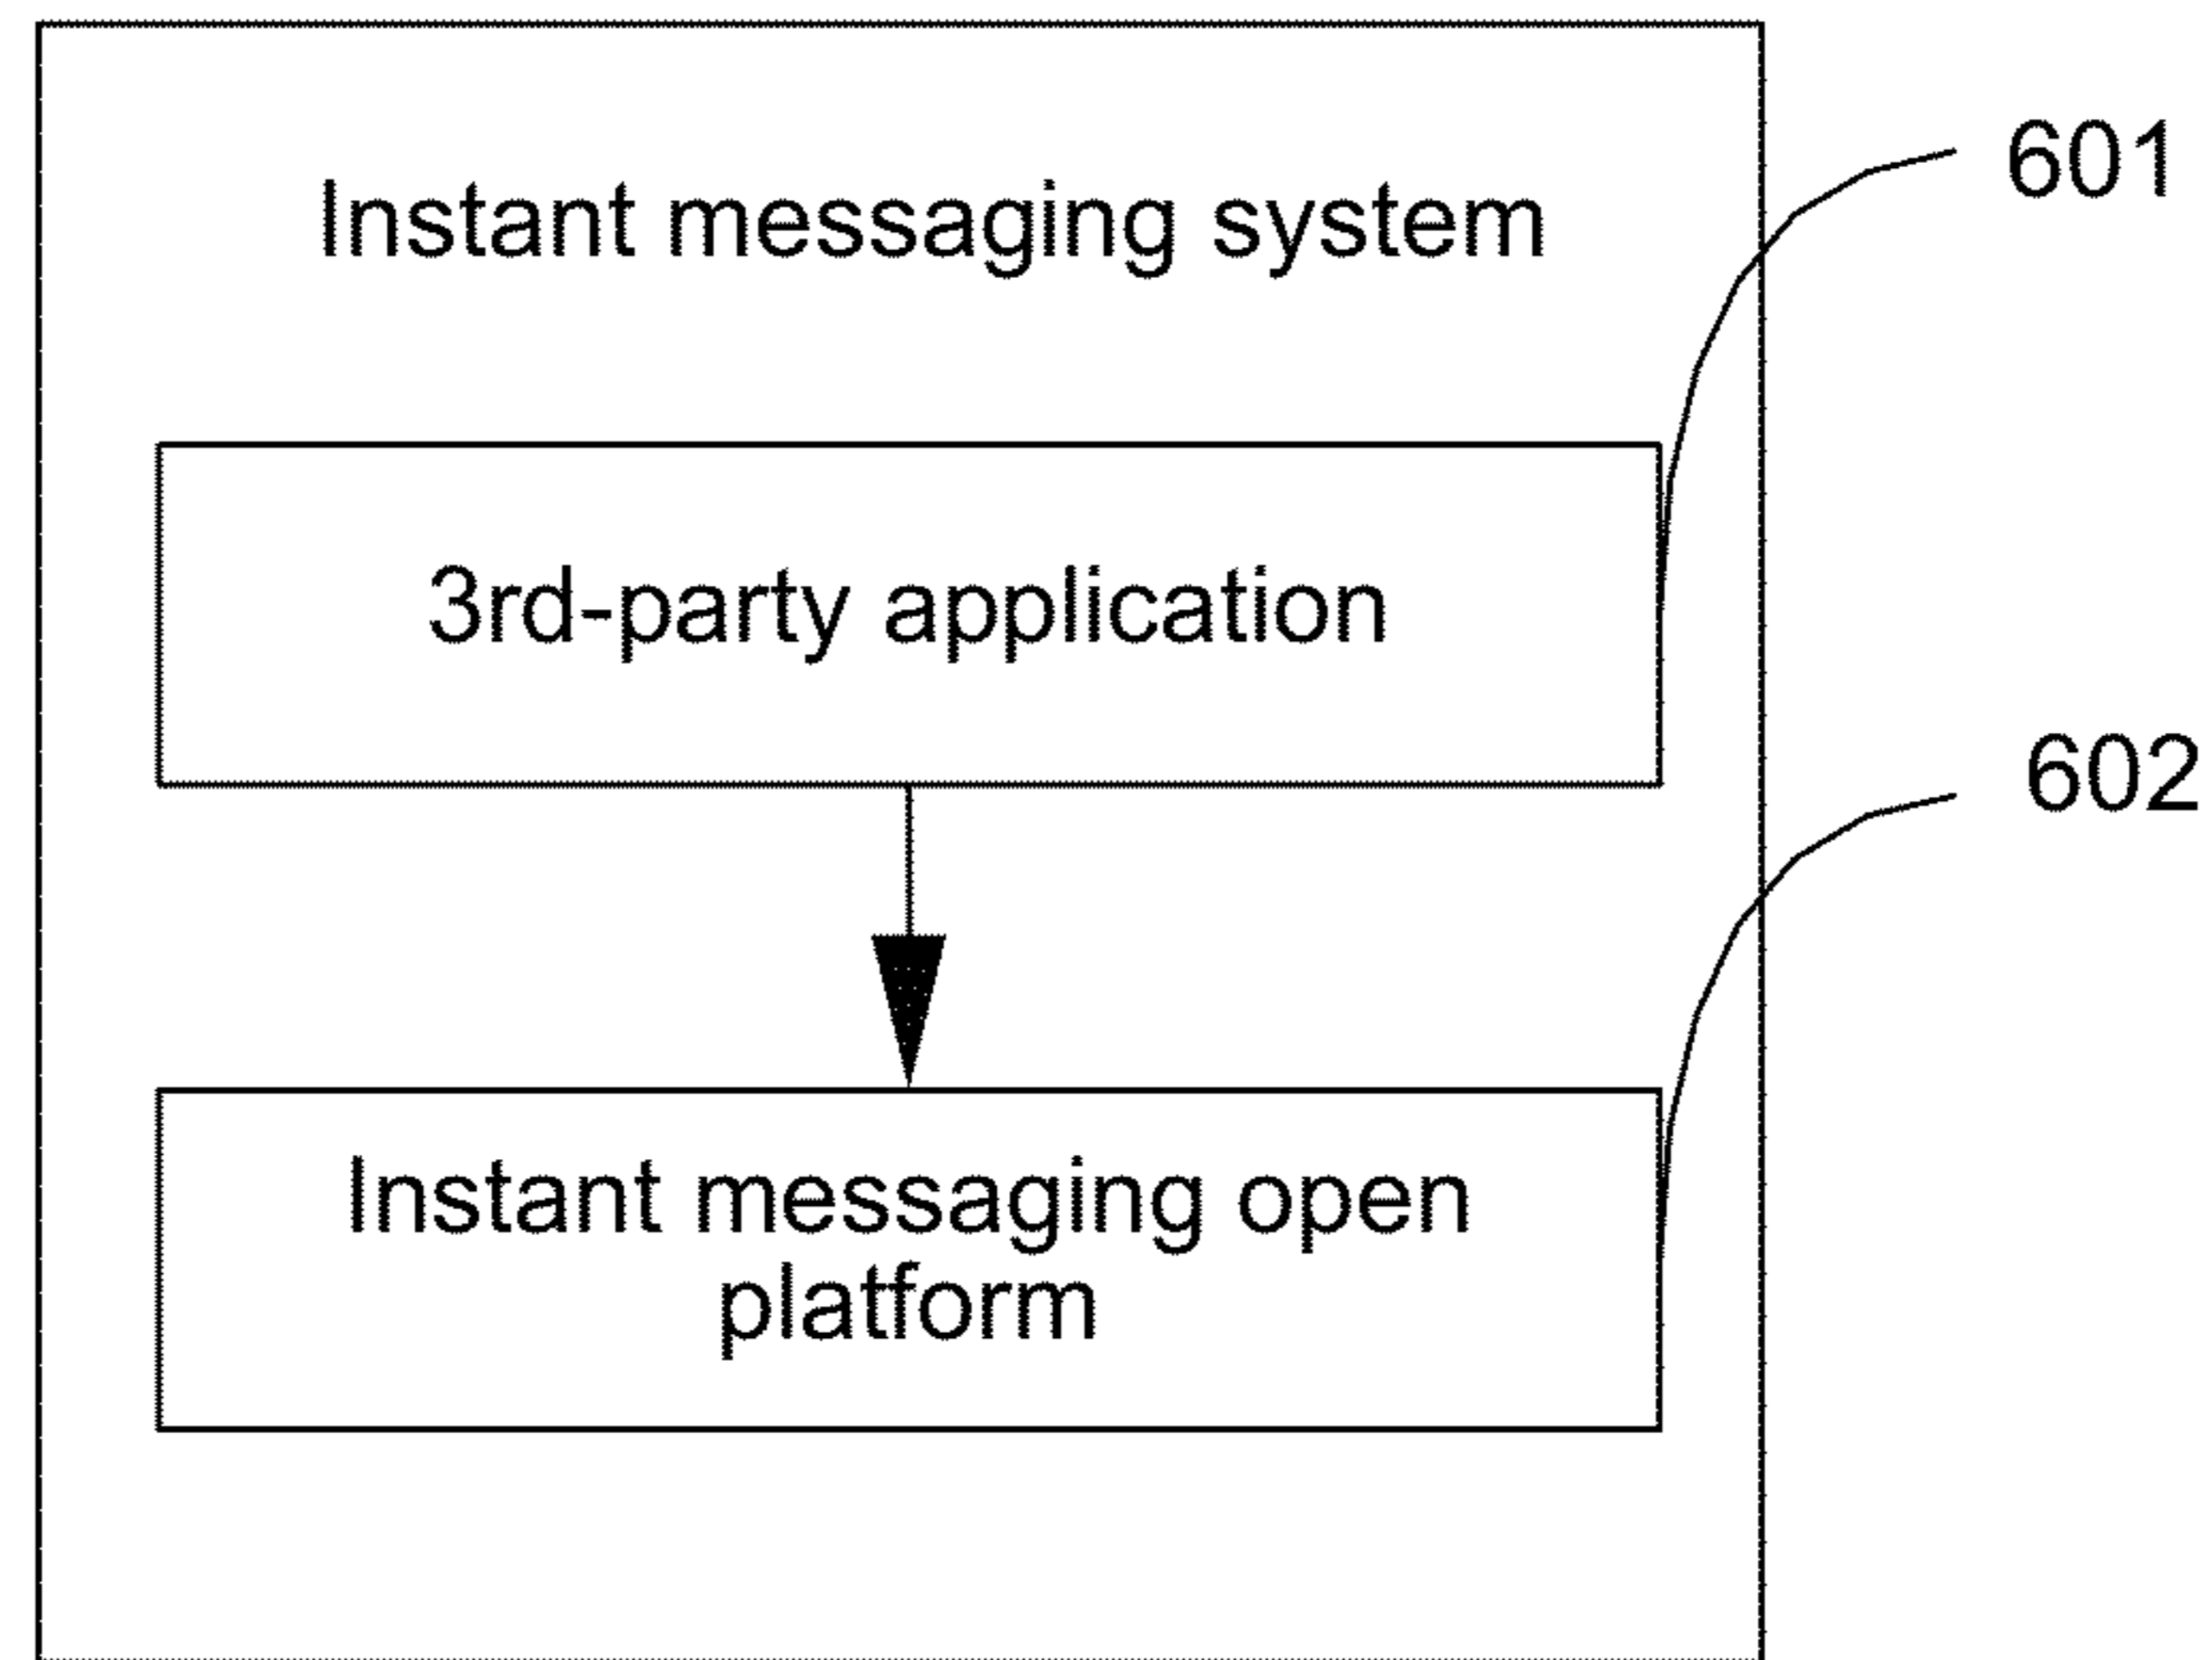 Instant messaging system
601
3rd-party application
602
Instant messaging open
platform